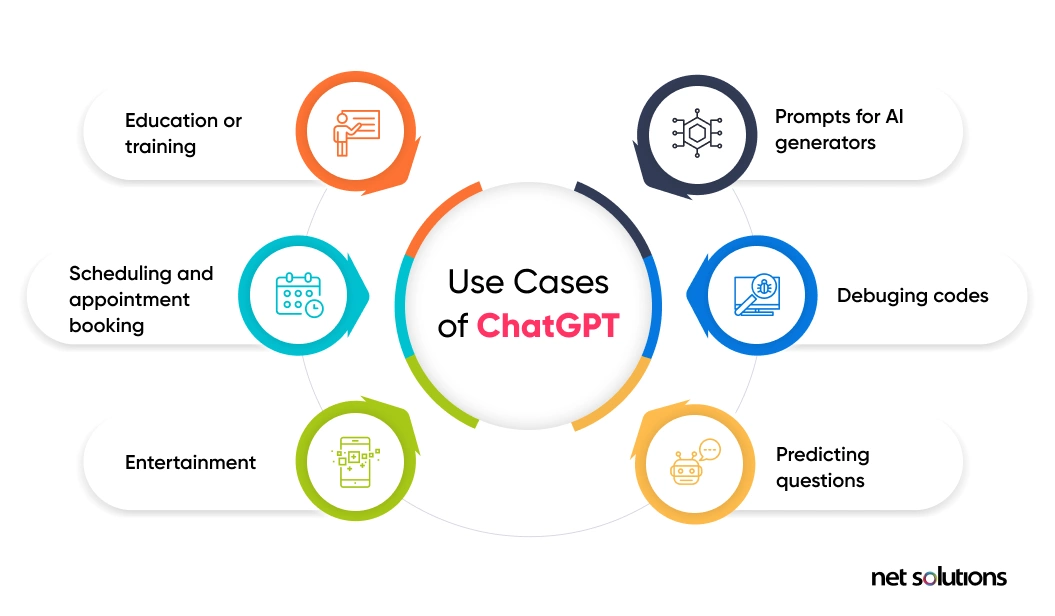 Education or
training
Scheduling and
appointment
booking
Entertainment
Use Cases
of ChatGPT
Prompts for AI
generators
Debuging codes
Predicting
questions
net solutions